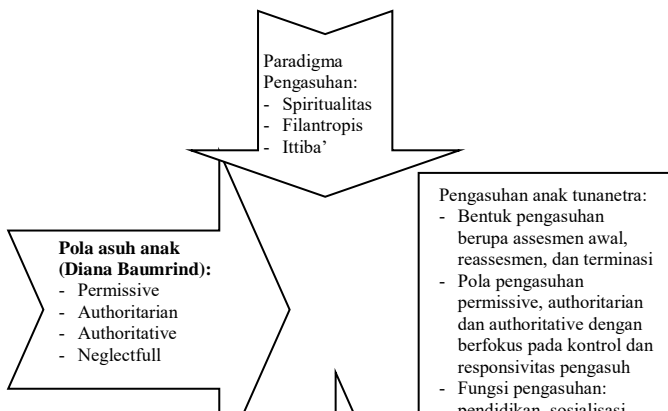 Paradigma
Pengasuhan:
- Spiritualitas
- Filantropis
- Ittiba’
Pola asuh anak
(Diana Baumrind):
- Permissive
- Authoritarian
- Authoritative
- Neglectfull
Pengasuhan anak tunanetra:
- Bentuk pengasuhan
berupa assesmen awal,
reassesmen, dan terminasi
- Pola pengasuhan
permissive, authoritarian
dan authoritative dengan
berfokus pada kontrol dan
responsivitas pengasuh
- Fungsi pengasuhan:
pendidikan, sosialisasi